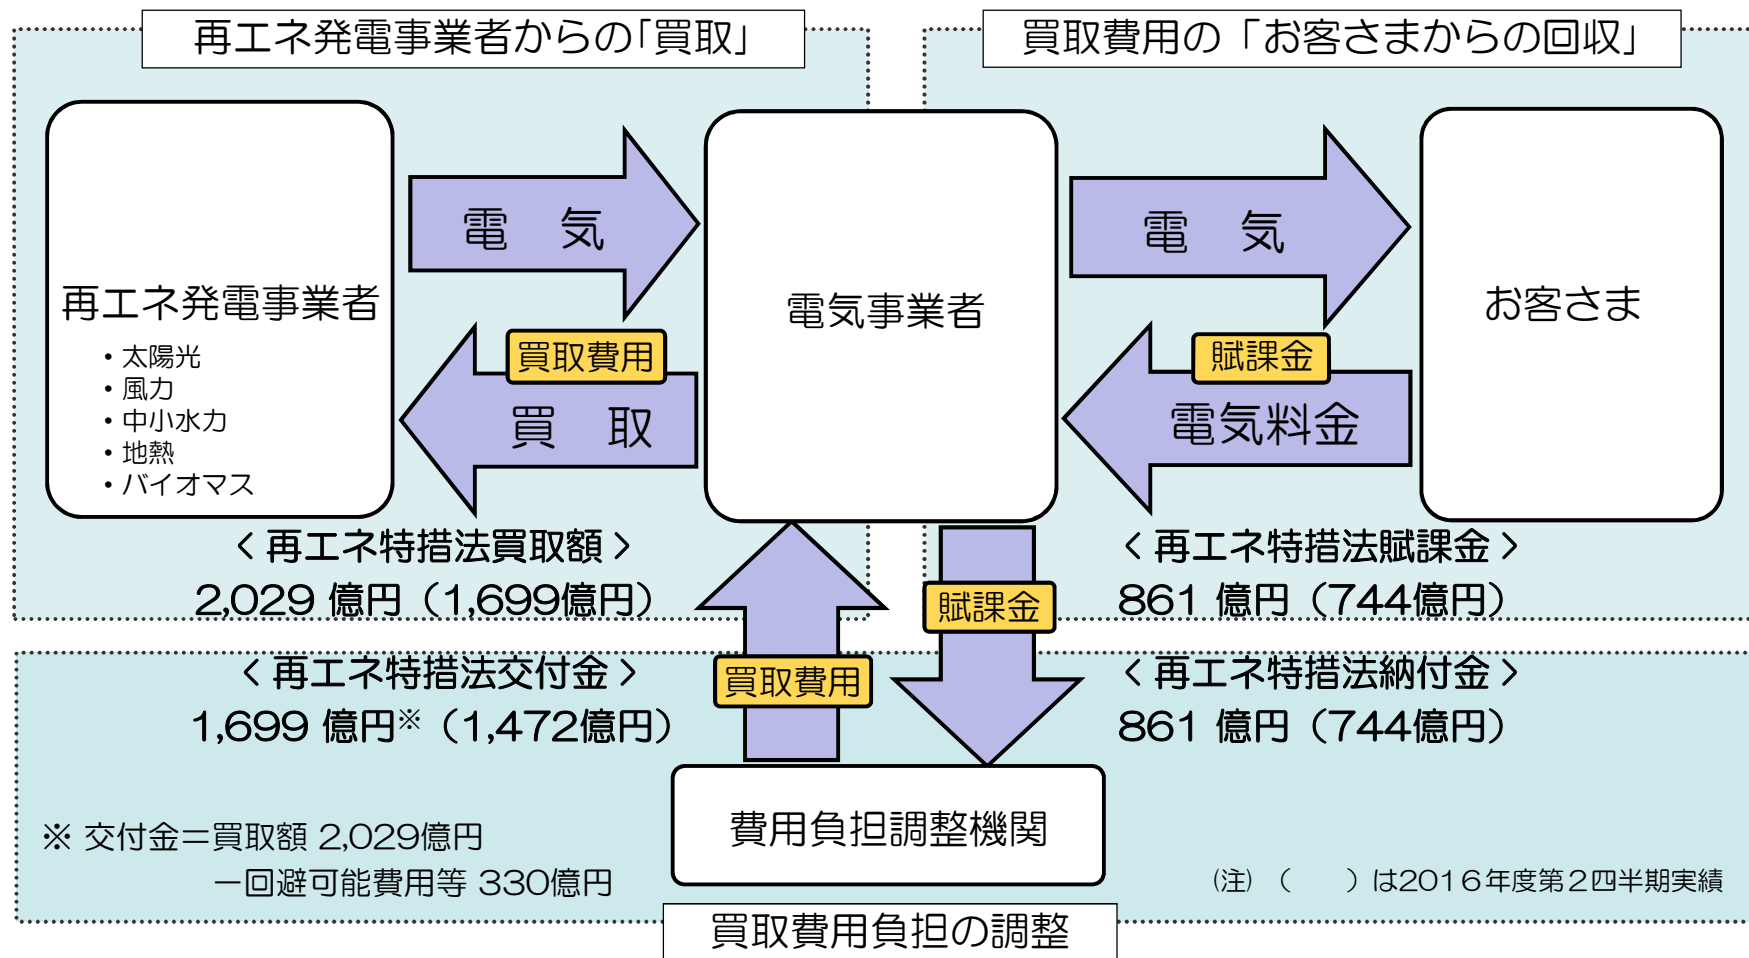 再エネ発電事業者からの「買取」
買取費用の「お客さまからの回収」
電　気
電　気
再エネ発電事業者
・太陽光
・風力
・中小水力
・地熱
・バイオマス
電気事業者
お客さま
買取費用
買　取
賦課金
電気料金
＜再エネ特措法買取額＞
2,029 億円（1,699億円）
＜再エネ特措法賦課金＞
861 億円（744億円）
賦課金
買取費用
＜再エネ特措法交付金＞
1,699 億円※（1,472億円）
＜再エネ特措法納付金＞
861 億円（744億円）
費用負担調整機関
※ 交付金＝買取額 2,029億円
－回避可能費用等 330億円
（注）（　　）は2016年度第２四半期実績
買取費用負担の調整